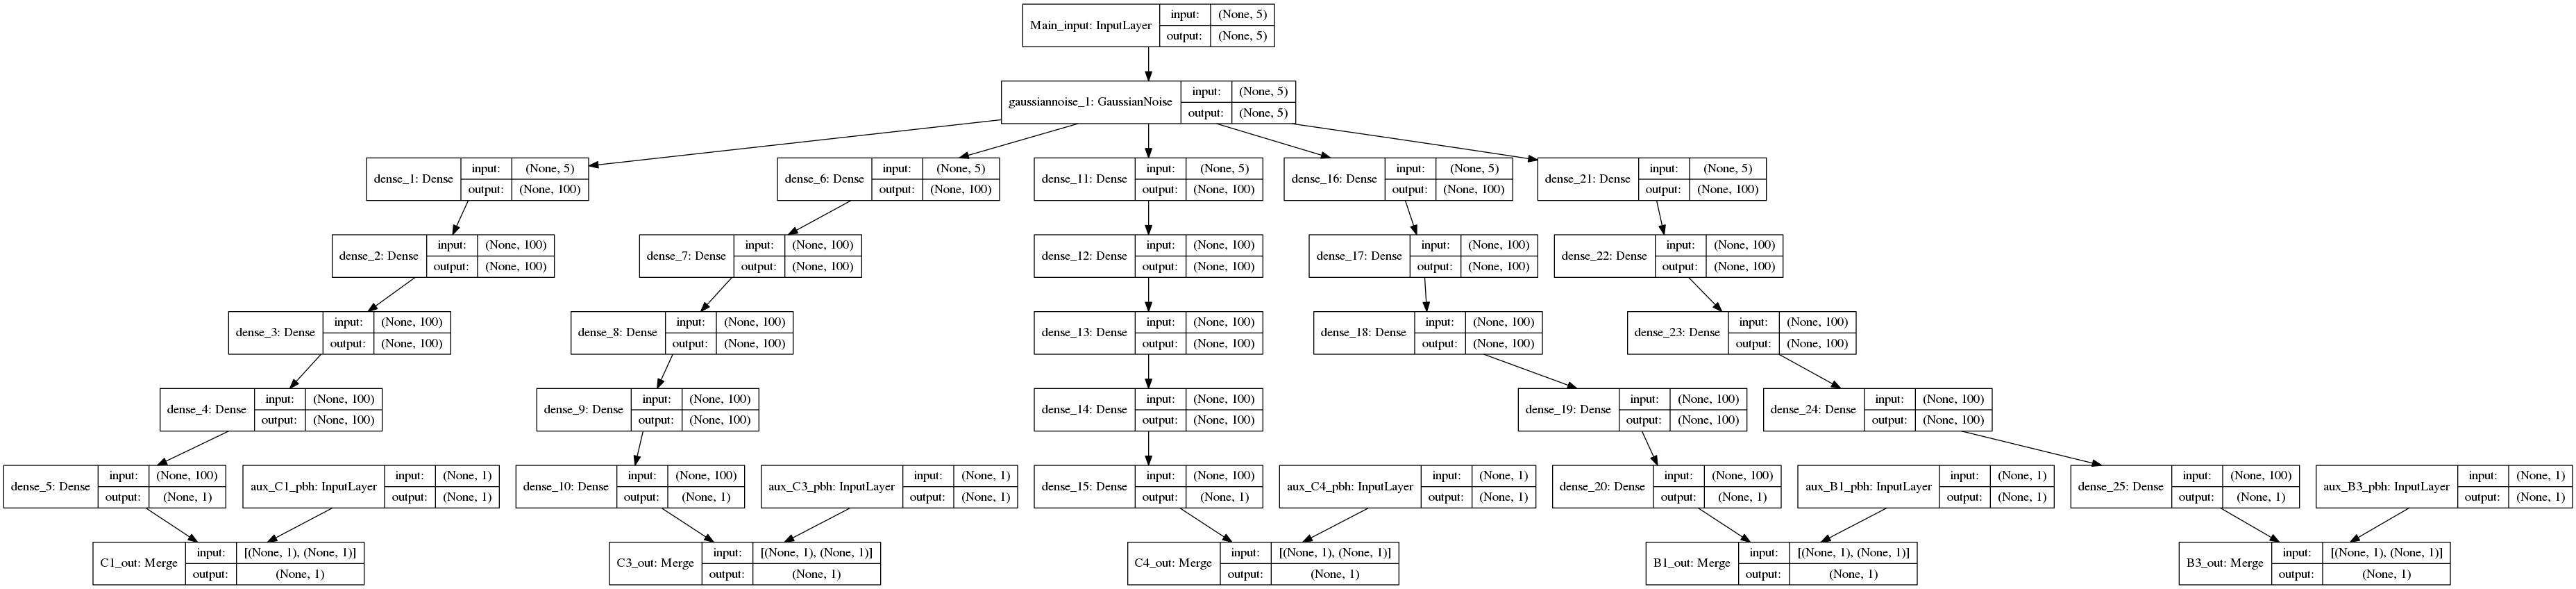 Main_input: InputLayer input: (None, 5)
output: (None, 5)
gaussiannoise_1: GaussianNoise input: (None, 5)
output: (None, 5)
dense_1: Dense input: (None, 5)
output: (None, 100)
dense_6: Dense input: (None, 5)
output: (None, 100)
dense_11: Dense input: (None, 5)
output: (None, 100)
dense_16: Dense input: (None, 5)
output: (None, 100)
dense_21: Dense input: (None, 5)
output: (None, 100)
dense_2: Dense input: (None, 100)
output: (None, 100)
dense_7: Dense input: (None, 100)
output: (None, 100)
dense_12: Dense input: (None, 100)
output: (None, 100)
dense_17: Dense input: (None, 100)
output: (None, 100)
dense_22: Dense input: (None, 100)
output: (None, 100)
dense_3: Dense input: (None, 100)
output: (None, 100)
dense_8: Dense input: (None, 100)
output: (None, 100)
dense_13: Dense input: (None, 100)
output: (None, 100)
dense_18: Dense input: (None, 100)
output: (None, 100)
dense_23: Dense input: (None, 100)
output: (None, 100)
dense_4: Dense input: (None, 100)
output: (None, 100)
dense_9: Dense input: (None, 100)
output: (None, 100)
dense_14: Dense input: (None, 100)
output: (None, 100)
dense_19: Dense input: (None, 100)
output: (None, 100)
dense_24: Dense input: (None, 100)
output: (None, 100)
dense_5: Dense input: (None, 100)
output: (None, 1)
aux_C1_pbh: InputLayer input: (None, 1)
output: (None, 1)
dense_10: Dense input: (None, 100)
output: (None, 1)
aux_C3_pbh: InputLayer input: (None, 1)
output: (None, 1)
dense_15: Dense input: (None, 100)
output: (None, 1)
aux_C4_pbh: InputLayer input: (None, 1)
output: (None, 1)
dense_20: Dense input: (None, 100)
output: (None, 1)
aux_B1_pbh: InputLayer input: (None, 1)
output: (None, 1)
dense_25: Dense input: (None, 100)
output: (None, 1)
aux_B3_pbh: InputLayer input: (None, 1)
output: (None, 1)
C1_out: Merge input: [(None, 1), (None, 1)]
output: (None, 1)
C3_out: Merge input: [(None, 1), (None, 1)]
output: (None, 1)
C4_out: Merge input: [(None, 1), (None, 1)]
output: (None, 1)
B1_out: Merge input: [(None, 1), (None, 1)]
output: (None, 1)
B3_out: Merge input: [(None, 1), (None, 1)]
output: (None, 1)